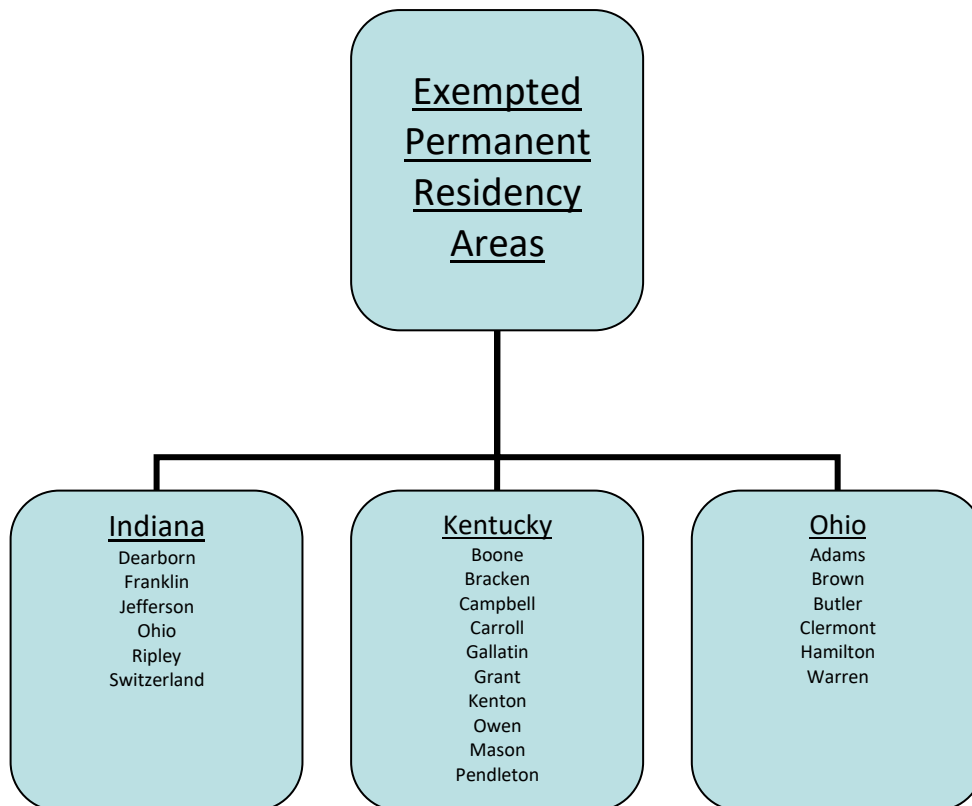 Exempted
Permanent
Residency
Areas
Indiana
Dearborn
Franklin
Jefferson
Ohio
Ripley
Switzerland
Kentucky
Boone
Bracken
Campbell
Carroll
Gallatin
Grant
Kenton
Owen
Mason
Pendleton
Ohio
Adams
Brown
Butler
Clermont
Hamilton
Warren